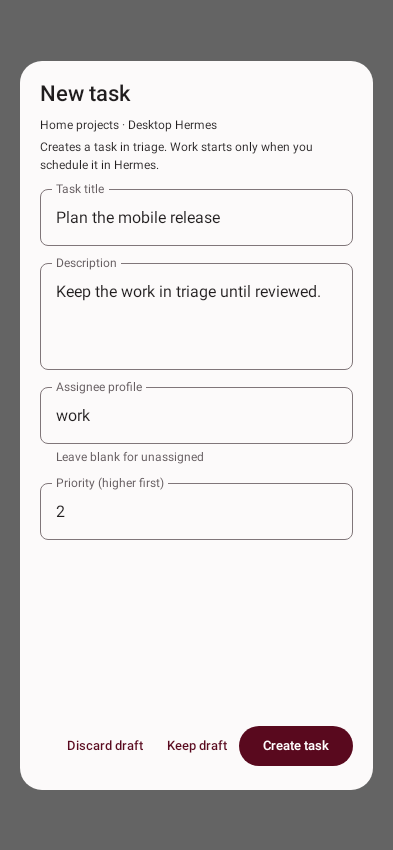 New task
Home projects · Desktop Hermes
Creates a task in triage. Work starts only when you
schedule it in Hermes.
Task title
Plan the mobile release
Description
Keep the work in triage until reviewed.
Assignee profile
work
Leave blank for unassigned
Priority (higher first)
2
Discard draft
Keep draft
Create task